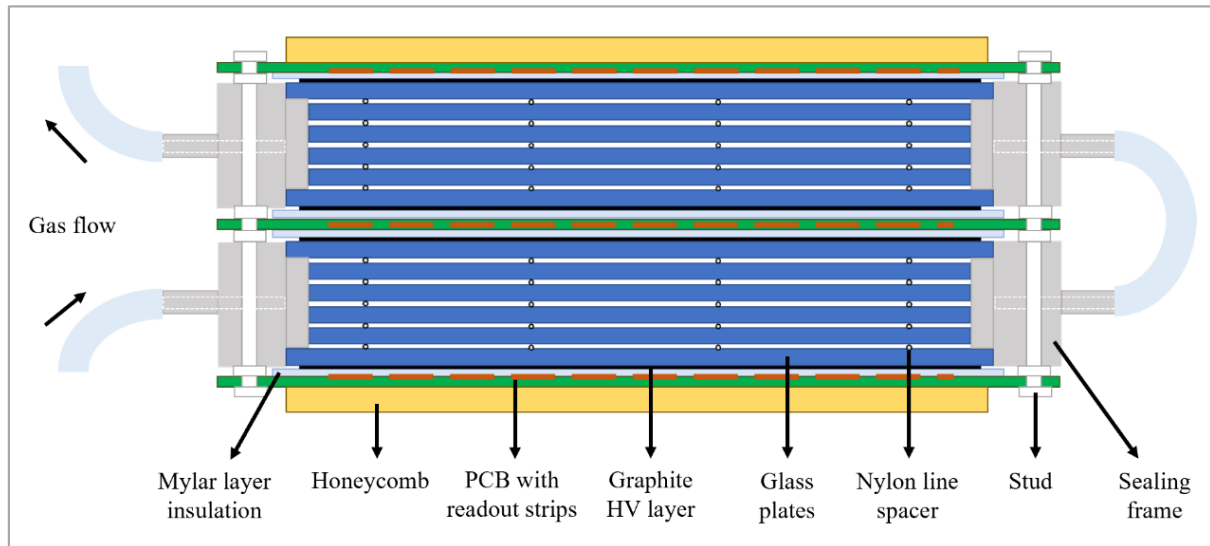 Gas flow
Mylar layer
insulation
Honeycomb
PCB with
readout strips
Graphite
HV layer
Glass
plates
Nylon line
spacer
Stud
Sealing
frame